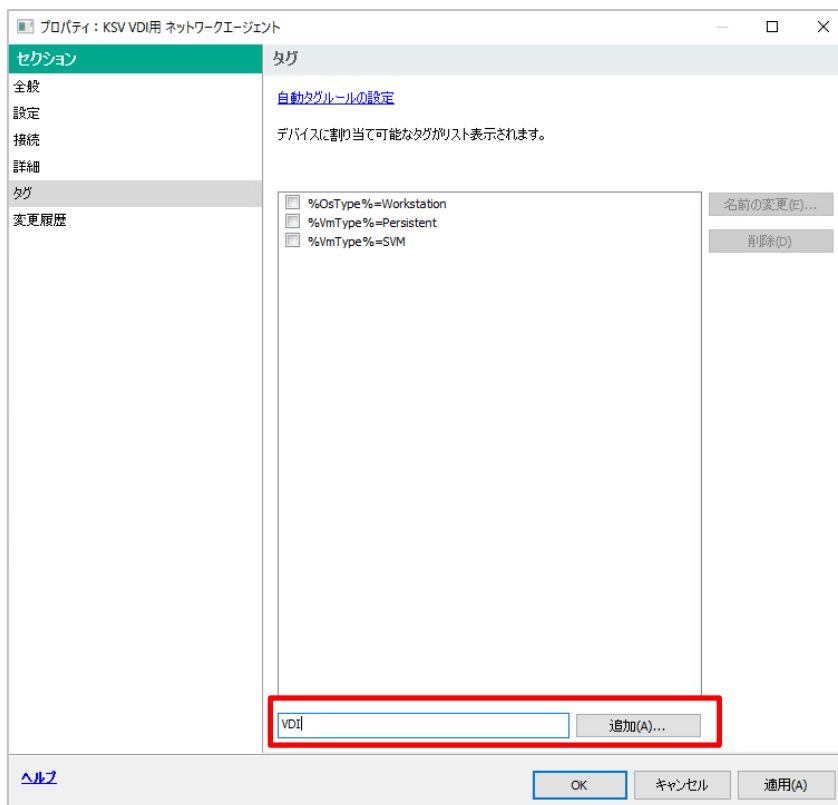 プロパティ：KSV VDI用 ネットワークエージェント
セクション
全般
設定
接続
詳細
タグ
変更履歴
タグ
自動タグルールの設定
デバイスに割り当て可能なタグがリスト表示されます。
%OsType%=Workstation
%VmType%=Persistent
%VmType%=SVM
名前の変更(E)...
削除(D)
VDI
追加(A)...
ヘルプ
OK
キャンセル
適用(A)